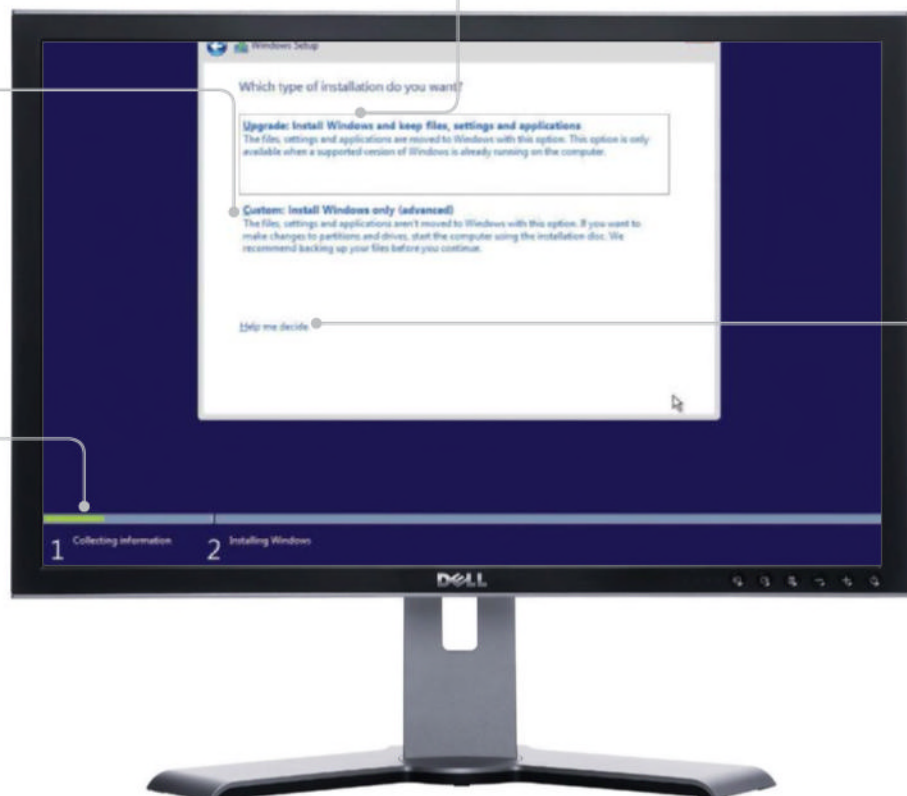 Windows Setup
Which type of installation do you want?
Upgrade: Install Windows and keep files, settings and applications
The files, settings and applications are moved to Windows with this option. This option is only
available when a supported version of Windows is already running on the computer.
Custom: Install Windows only (advanced)
The files, settings and applications aren't moved to Windows with this option. If you want to
make changes to partitions and drives, start the computer using the installation disc. We
recommend backing up your files before you continue.
Help me decide
1 Collecting information 2 Installing Windows
DELL